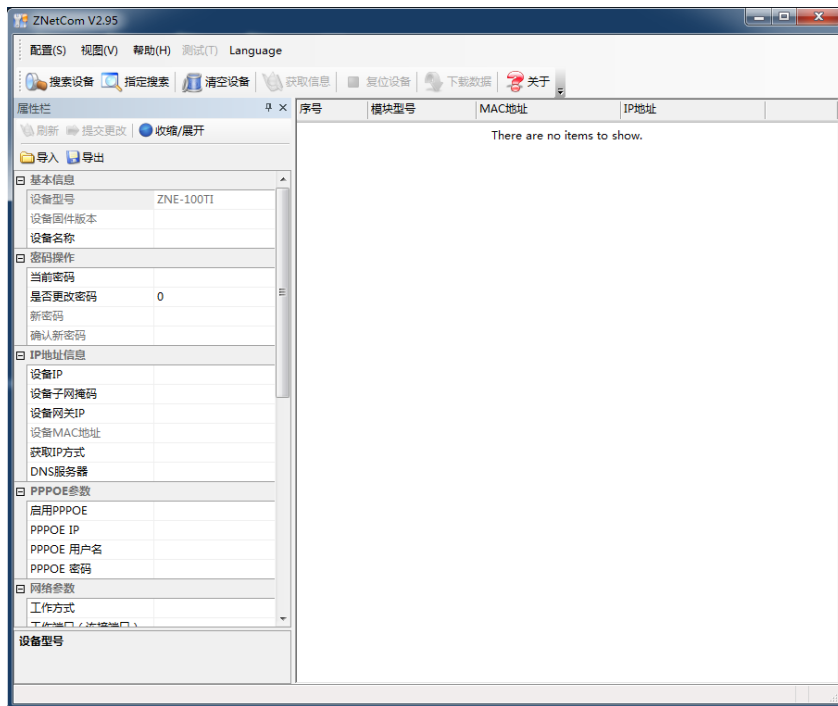 ZNetCom V2.95
配置(S) 视图(V) 帮助(H) 测试(T) Language
搜索设备 指定搜索 清空设备 获取信息 复位设备 下载数据 关于
属性栏
序号 模块型号 MAC地址 IP地址
刷新 提交更改 收缩/展开
There are no items to show.
导入 导出
基本信息
设备型号 ZNE-100TI
设备固件版本
设备名称
密码操作
当前密码
是否更改密码 0
新密码
确认新密码
IP地址信息
设备IP
设备子网掩码
设备网关IP
设备MAC地址
获取IP方式
DNS服务器
PPPOE参数
启用PPPOE
PPPOE IP
PPPOE 用户名
PPPOE 密码
网络参数
工作方式
工作端口(连接端口)
设备型号